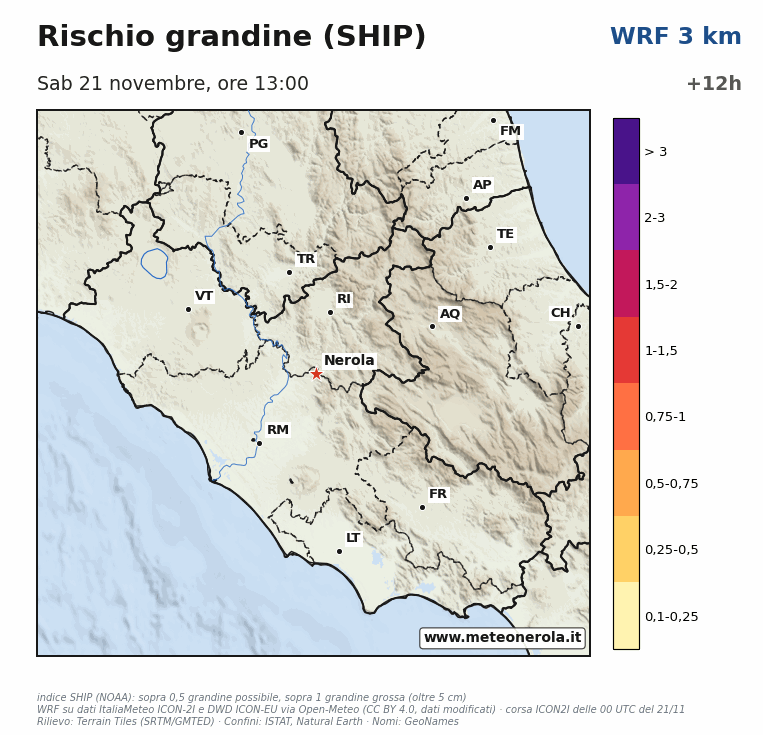 Rischio grandine (SHIP)
WRF 3 km
Sab 21 novembre, ore 13:00
+12h
FM
PG
AP
TE
TR
VT
RI
AQ
CH
Nerola
RM
FR
LT
www.meteonerola.it
> 3
2-3
1,5-2
1-1,5
0,75-1
0,5-0,75
0,25-0,5
0,1-0,25
indice SHIP (NOAA): sopra 0,5 grandine possibile, sopra 1 grandine grossa (oltre 5 cm)
WRF su dati ItaliaMeteo ICON-2I e DWD ICON-EU via Open-Meteo (CC BY 4.0, dati modificati) · corsa ICON2I delle 00 UTC del 21/11
Rilievo: Terrain Tiles (SRTM/GMTED) · Confini: ISTAT, Natural Earth · Nomi: GeoNames